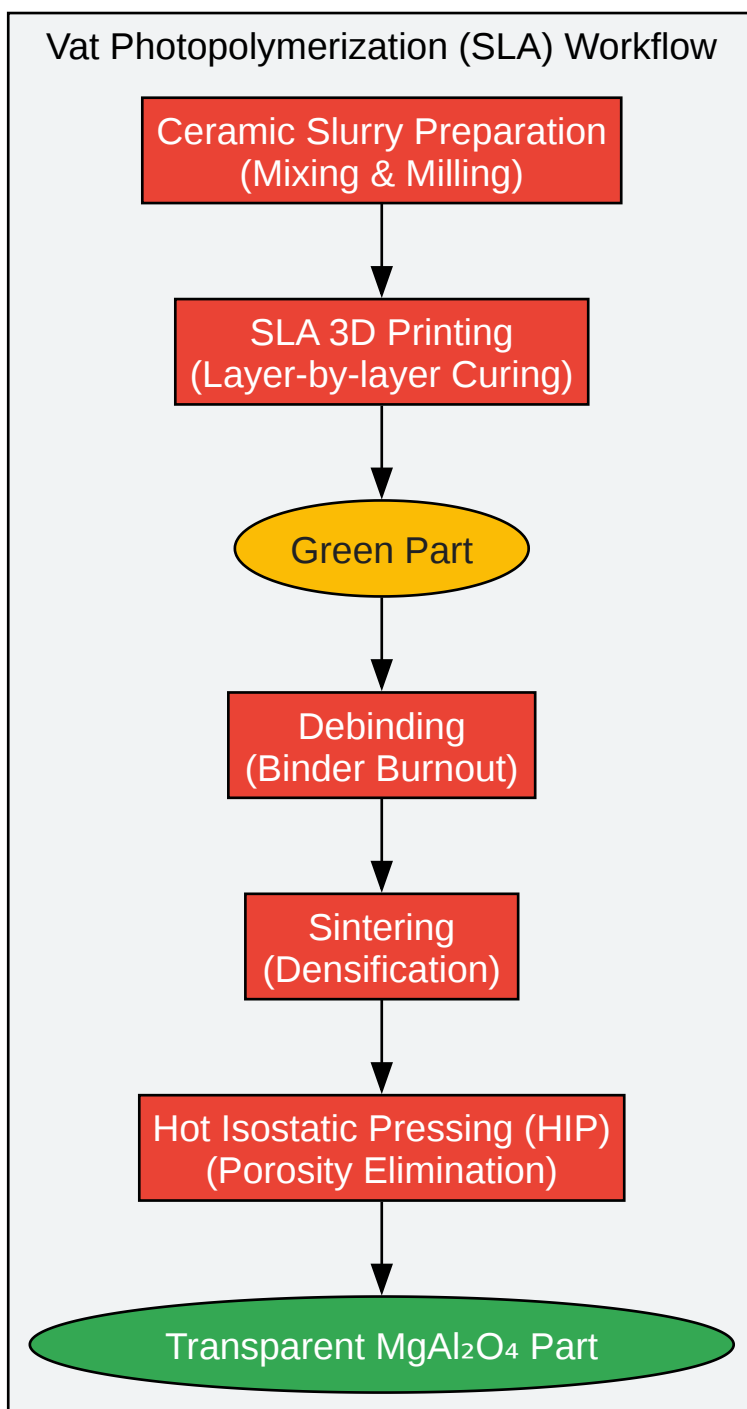 Vat Photopolymerization (SLA) Workflow
Ceramic Slurry Preparation
(Mixing & Milling)
SLA 3D Printing
(Layer-by-layer Curing)
Green Part
Debinding
(Binder Burnout)
Sintering
(Densification)
Hot Isostatic Pressing (HIP)
(Porosity Elimination)
Transparent MgAl₂O₄ Part